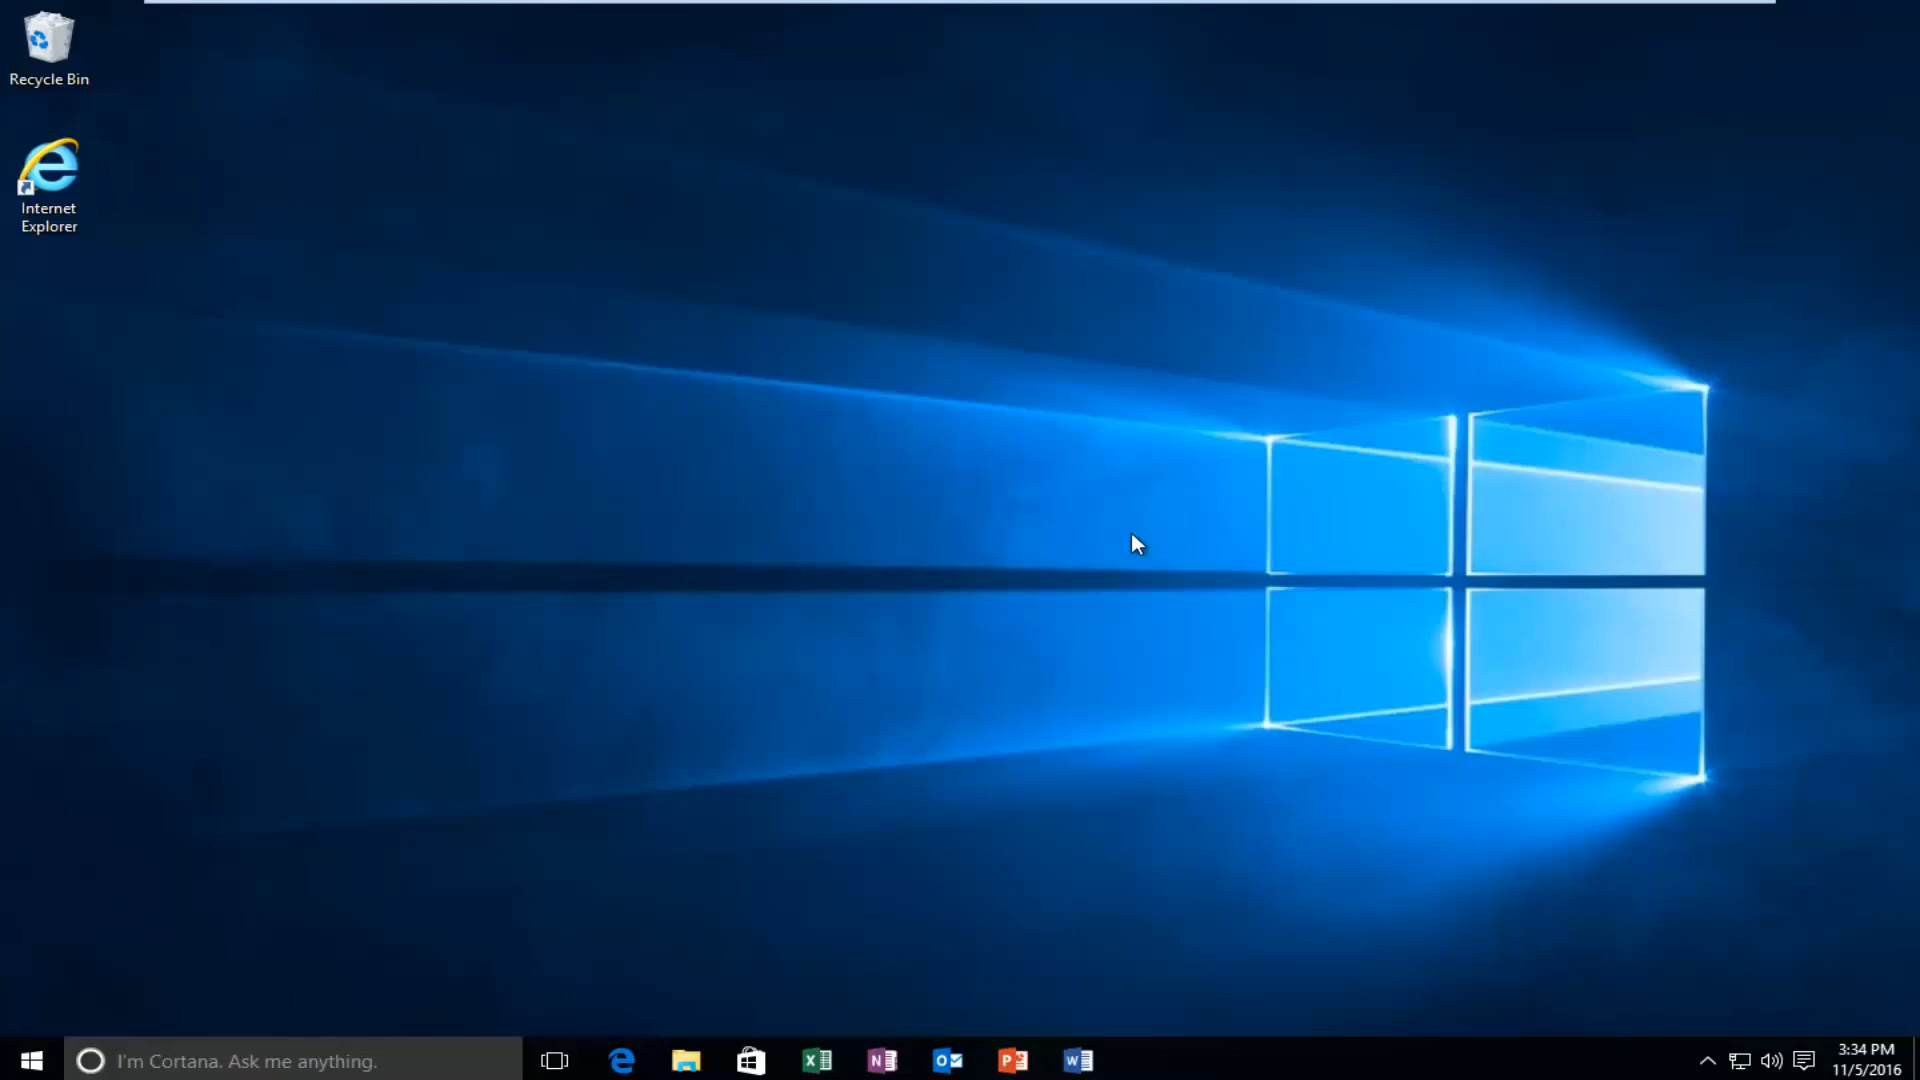 Recycle Bin
Internet
Explorer
I'm Cortana. Ask me anything.
3:34 PM
11/5/2016